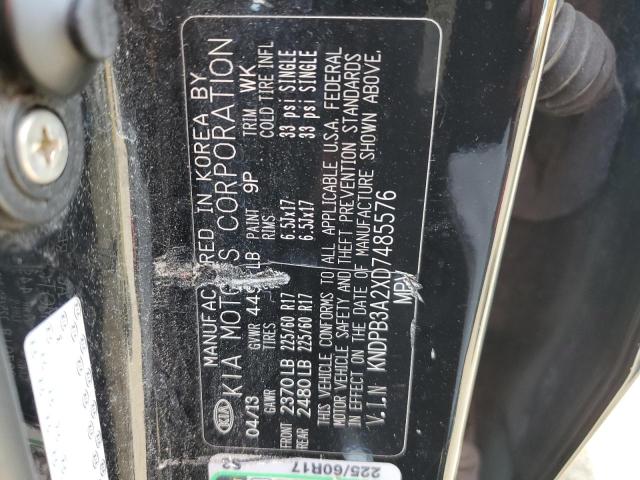 MANUFACTURED IN KOREA BY
KIA KIA MOTORS CORPORATION
04/13 GVWR LB PAINT 9P TRIM WK
GAWR TIRES RIMS COLD TIRE INFL
FRONT 2370 LB 225/60 R17 6.5Jx17 33 psi SINGLE
REAR 2480 LB 225/60 R17 6.5Jx17 33 psi SINGLE
THIS VEHICLE CONFORMS TO ALL APPLICABLE U.S.A. FEDERAL
MOTOR VEHICLE SAFETY AND THEFT PREVENTION STANDARDS
IN EFFECT ON THE DATE OF MANUFACTURE SHOWN ABOVE.
V.I.N KNDPB3A2XD7485576
MPV
225/60R17